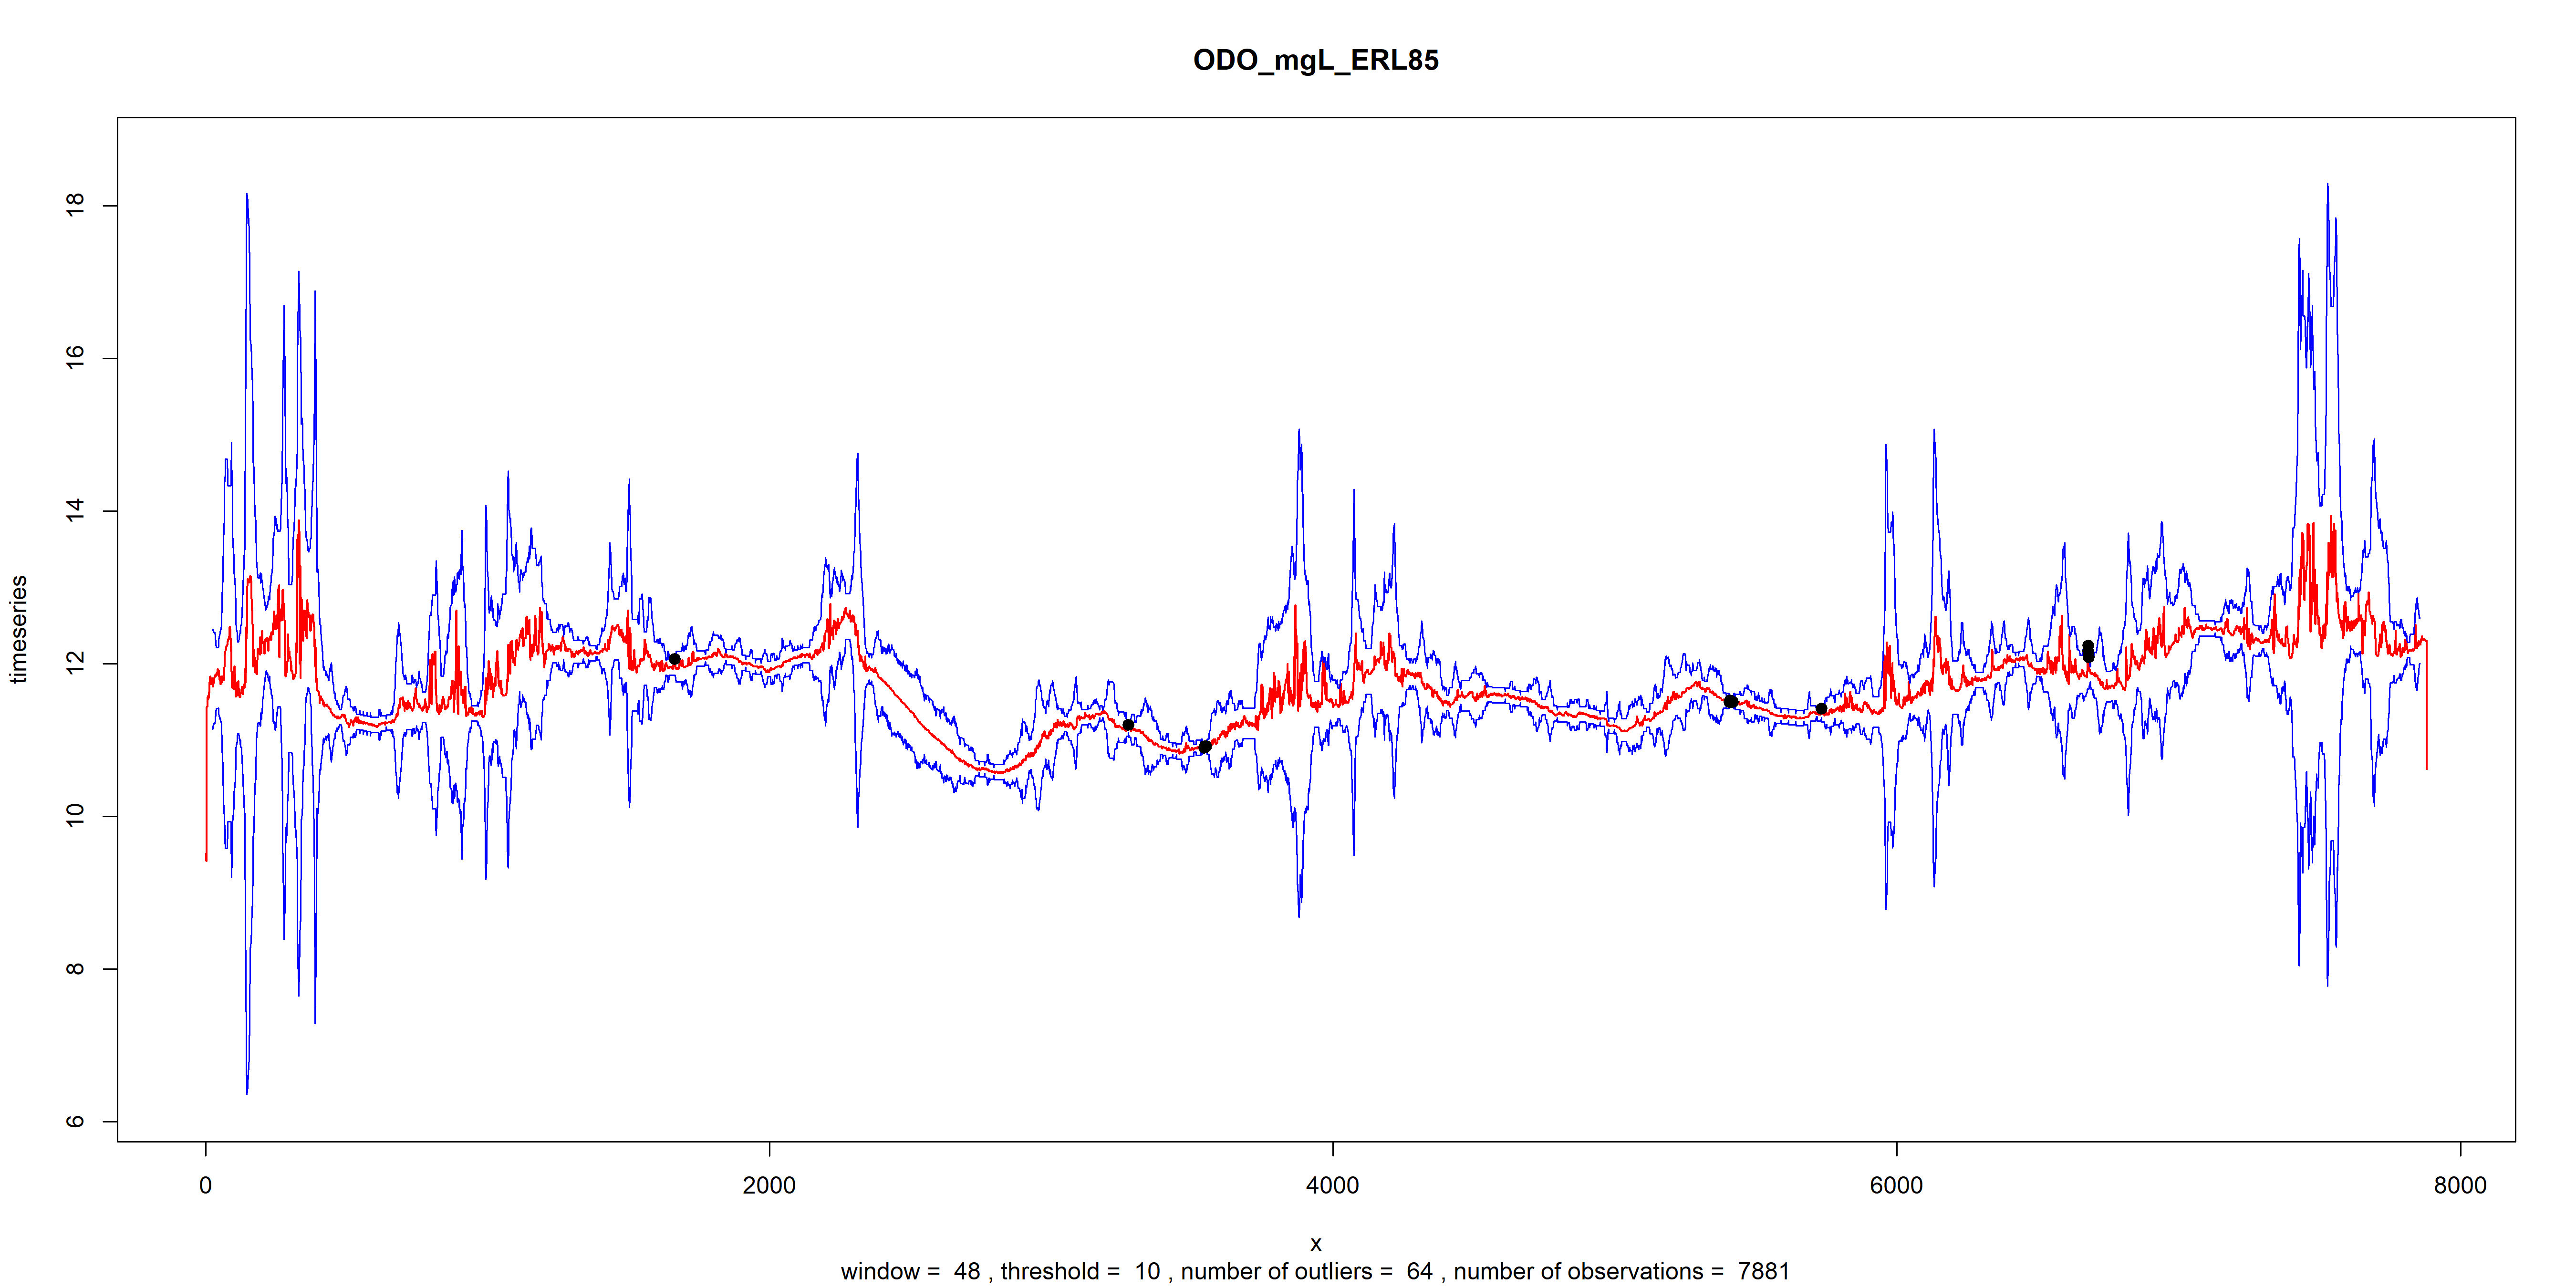 ODO_mgL_ERL85
timeseries
18
16
14
12
10
8
6
0 2000 4000 6000 8000
x
window = 48 , threshold = 10 , number of outliers = 64 , number of observations = 7881